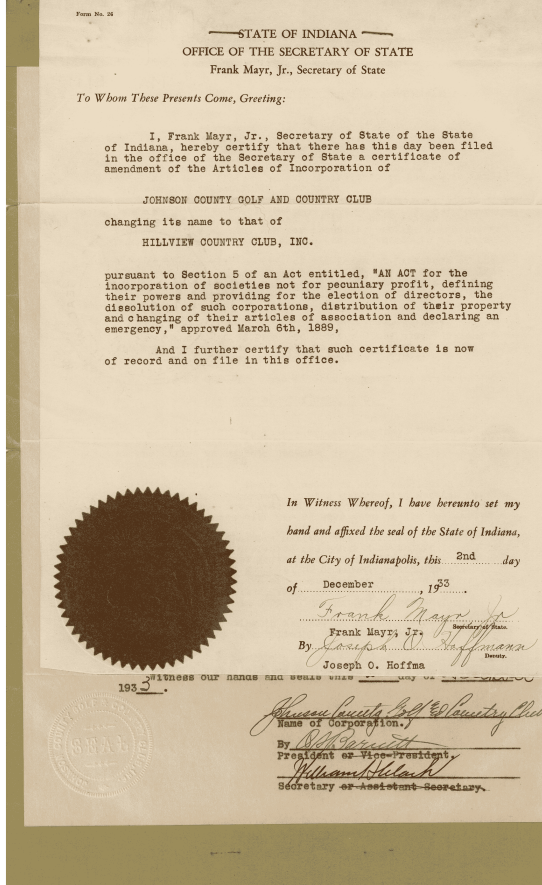 Form No. 26
STATE OF INDIANA
OFFICE OF THE SECRETARY OF STATE
Frank Mayr, Jr., Secretary of State
To Whom These Presents Come, Greeting:
I, Frank Mayr, Jr., Secretary of State of the State
of Indiana, hereby certify that there has this day been filed
in the office of the Secretary of State a certificate of
amendment of the Articles of Incorporation of
JOHNSON COUNTY GOLF AND COUNTRY CLUB
changing its name to that of
HILLVIEW COUNTRY CLUB, INC.
pursuant to Section 5 of an Act entitled, "AN ACT for the
incorporation of societies not for pecuniary profit, defining
their powers and providing for the election of directors, the
dissolution of such corporations, distribution of their property
and changing of their articles of association and declaring an
emergency," approved March 6th, 1889,
And I further certify that such certificate is now
of record and on file in this office.
In Witness Whereof, I have hereunto set my
hand and affixed the seal of the State of Indiana,
at the City of Indianapolis, this 2nd day
of December, 1933.
Frank Mayr Jr
Secretary of State.
Frank Mayr, Jr.
By Joseph O Hoffmann
Deputy.
Joseph O. Hoffma
Witness our hands and seals this day of
1933.
Johnson County Golf & Country Club
Name of Corporation.)
By
President or Vice-President.
William
Secretary or Assistant Secretary.
SEAL